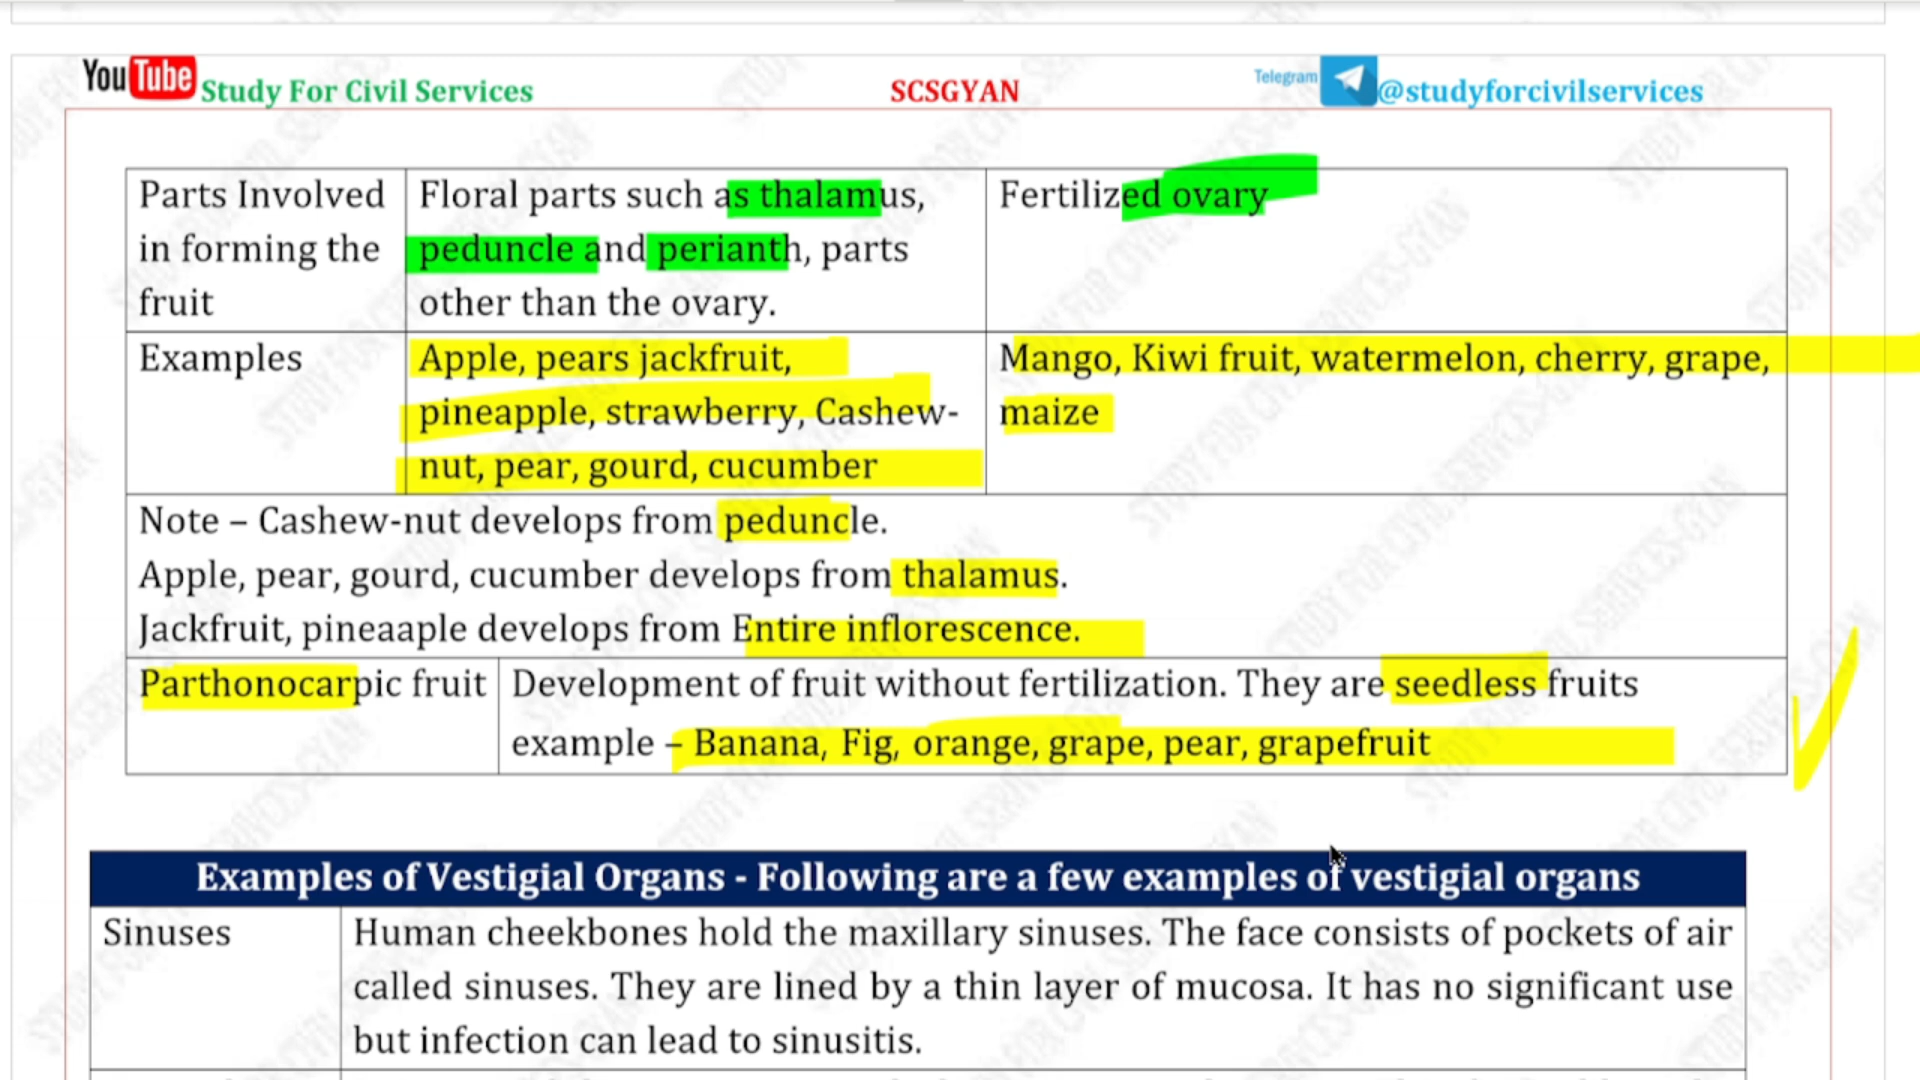 YouTube Study For Civil Services SCSGYAN Telegram @studyforcivilservices
Parts Involved
in forming the
fruit
Floral parts such as thalamus,
peduncle and perianth, parts
other than the ovary.
Fertilized ovary
Examples
Apple, pears jackfruit,
pineapple, strawberry, Cashew-
nut, pear, gourd, cucumber
Mango, Kiwi fruit, watermelon, cherry, grape,
maize
Note – Cashew-nut develops from peduncle.
Apple, pear, gourd, cucumber develops from thalamus.
Jackfruit, pineaaple develops from Entire inflorescence.
Parthonocarpic fruit
Development of fruit without fertilization. They are seedless fruits
example – Banana, Fig, orange, grape, pear, grapefruit
Examples of Vestigial Organs - Following are a few examples of vestigial organs
Sinuses
Human cheekbones hold the maxillary sinuses. The face consists of pockets of air
called sinuses. They are lined by a thin layer of mucosa. It has no significant use
but infection can lead to sinusitis.